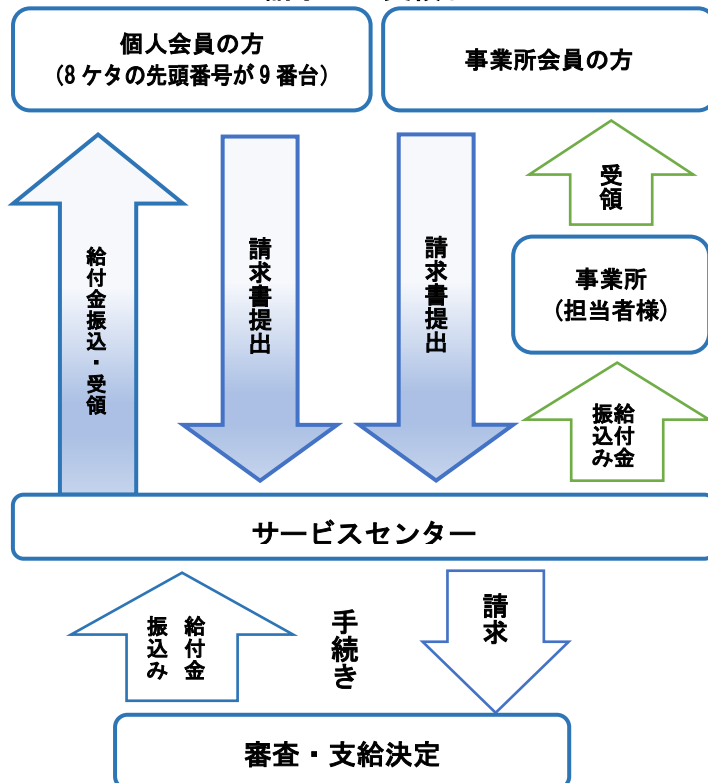 個人会員の方
(8ケタの先頭番号が9番台)
事業所会員の方
給付金振込・受領
請求書提出
請求書提出
受領
事業所
(担当者様)
給付金
振込み
サービスセンター
給付金
振込み
手続き
請求
審査・支給決定